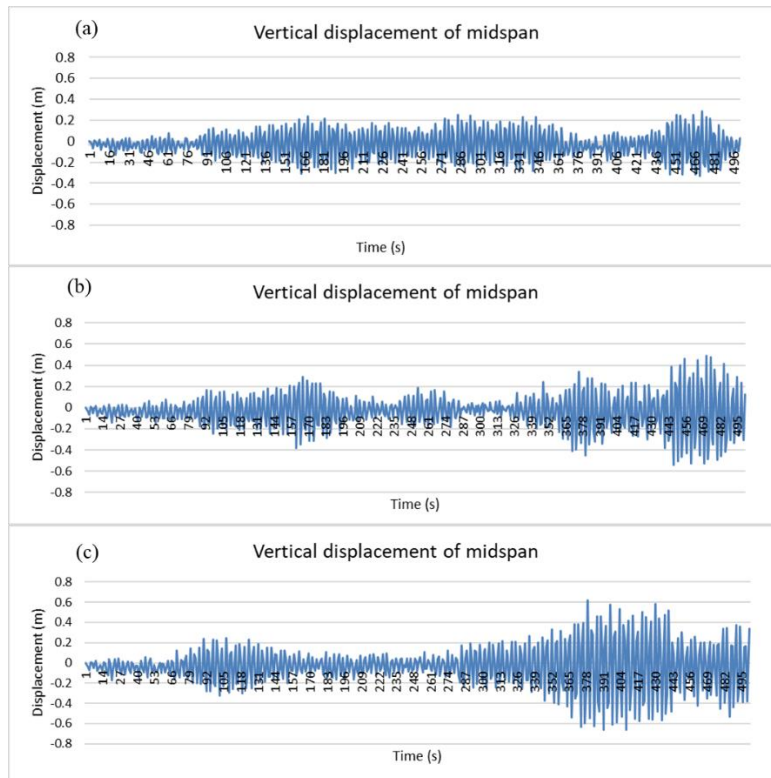 (a)
Vertical displacement of midspan
0.8
0.6
0.4
0.2
0
-0.2
-0.4
-0.6
-0.8
Displacement (m)
1 16 31 46 61 76 91 106 121 136 151 166 181 196 211 226 241 256 271 286 301 316 331 346 361 376 391 406 421 436 451 466 481 496
Time (s)
(b)
Vertical displacement of midspan
0.8
0.6
0.4
0.2
0
-0.2
-0.4
-0.6
-0.8
Displacement (m)
1 14 27 40 53 66 79 92 105 118 131 144 157 170 183 196 209 222 235 248 261 274 287 300 313 326 339 352 365 378 391 404 417 430 443 456 469 482 495
Time (s)
(c)
Vertical displacement of midspan
0.8
0.6
0.4
0.2
0
-0.2
-0.4
-0.6
-0.8
Displacement (m)
1 14 27 40 53 66 79 92 105 118 131 144 157 170 183 196 209 222 235 248 261 274 287 300 313 326 339 352 365 378 391 404 417 430 443 456 469 482 495
Time (s)